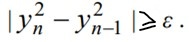 | y_n^2 − y_{n−1}^2 | ⩾ ε .